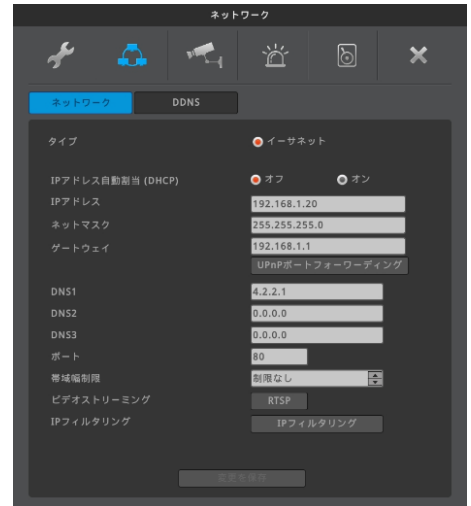 ネットワーク
ネットワーク DDNS
タイプ イーサネット
IPアドレス自動割当 (DHCP) オフ オン
IPアドレス 192.168.1.20
ネットマスク 255.255.255.0
ゲートウェイ 192.168.1.1
UPnPポートフォーワーディング
DNS1 4.2.2.1
DNS2 0.0.0.0
DNS3 0.0.0.0
ポート 80
帯域幅制限 制限なし
ビデオストリーミング RTSP
IPフィルタリング IPフィルタリング
変更を保存